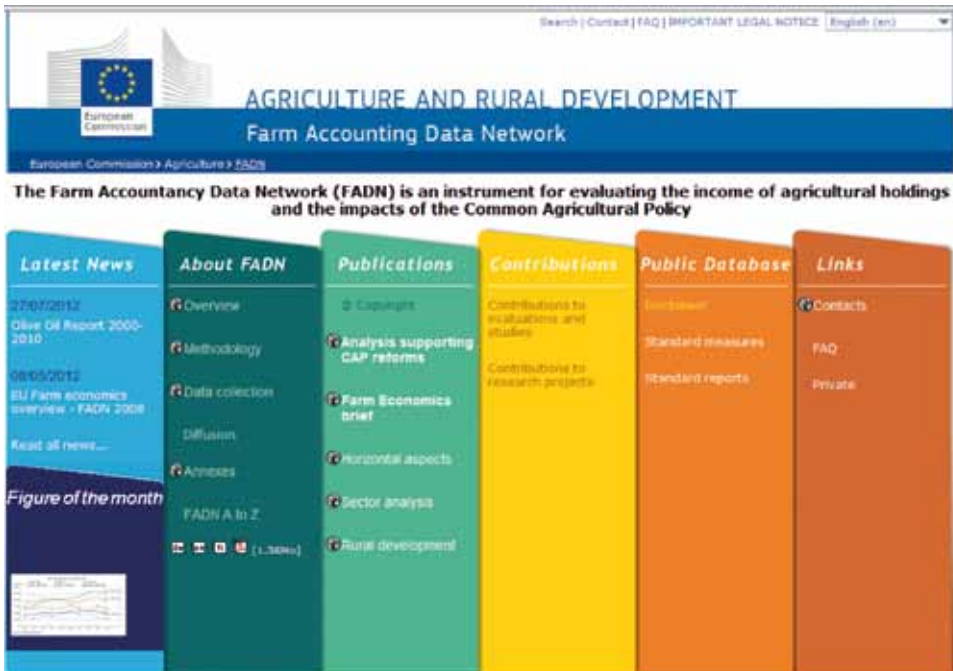 Search | Contact | FAQ | IMPORTANT LEGAL NOTICE English (en)
European
Commission
AGRICULTURE AND RURAL DEVELOPMENT
Farm Accounting Data Network
European Commission > Agriculture > FADN
The Farm Accountancy Data Network (FADN) is an instrument for evaluating the income of agricultural holdings
and the impacts of the Common Agricultural Policy
Latest News
27/07/2012
Olive Oil Report 2000-
2010
08/05/2012
EU Farm economics
overview - FADN 2009
Read all news...
Figure of the month
About FADN
Overview
Methodology
Data collection
Diffusion
Annexes
FADN A to Z
Publications
© Copyright
Analysis supporting
CAP reforms
Farm Economics
brief
Horizontal aspects
Sector analysis
Rural development
Contributions
Contributions to
evaluations and
studies
Contributions to
research projects
Public Database
Disclaimer
Standard measures
Standard reports
Links
Contacts
FAQ
Private